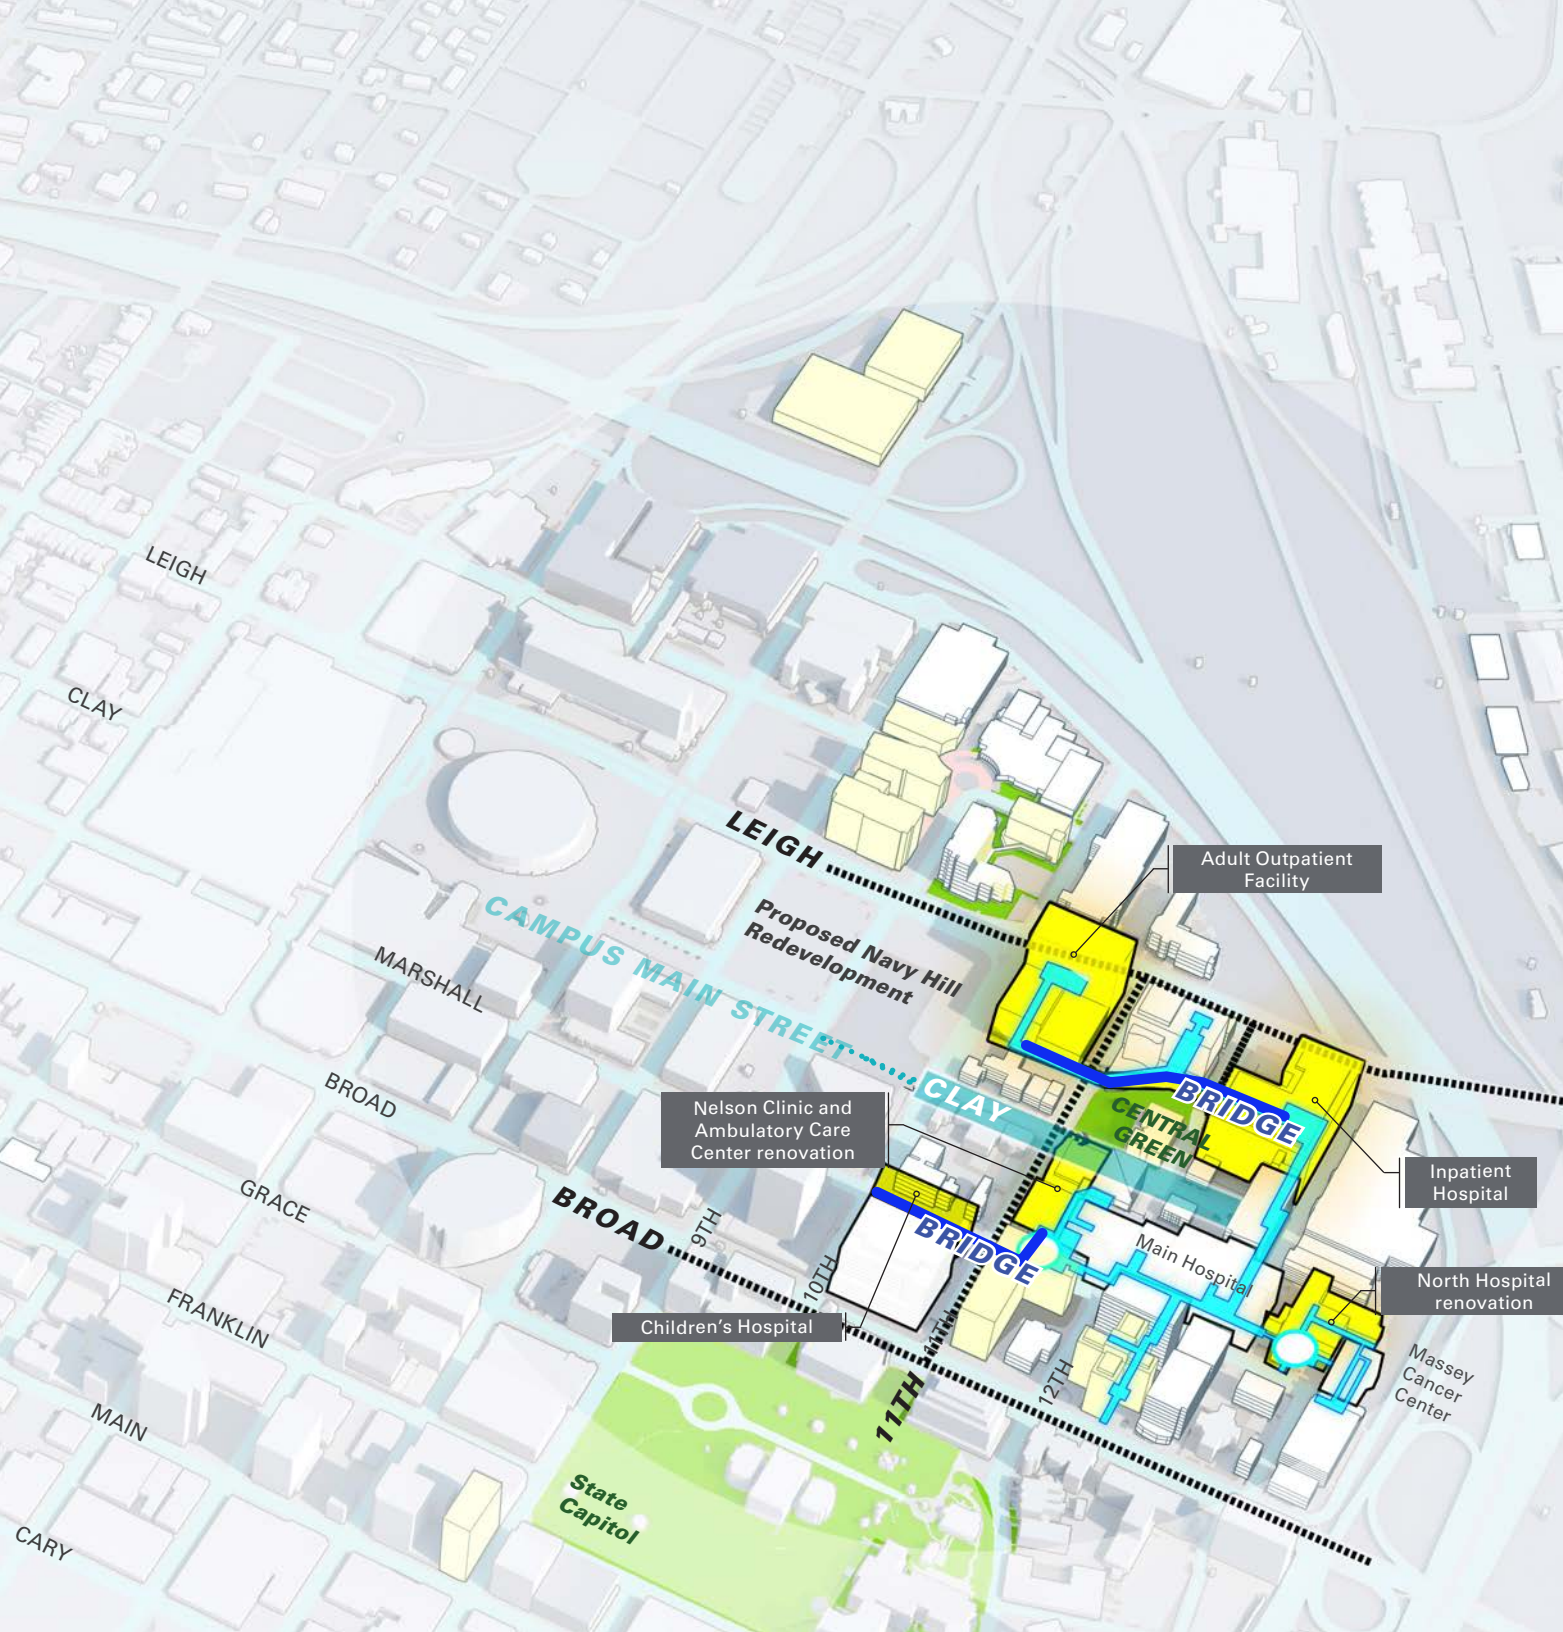 LEIGH
CLAY
LEIGH
Adult Outpatient
Facility
Proposed Navy Hill
Redevelopment
CAMPUS MAIN STREET
MARSHALL
CLAY
BROAD
BRIDGE
CENTRAL
GREEN
Nelson Clinic and
Ambulatory Care
Center renovation
Inpatient
Hospital
GRACE
BROAD
9TH
BRIDGE
Main Hospital
10TH
North Hospital
renovation
FRANKLIN
Children's Hospital
11TH
11TH
12TH
Massey
Cancer
Center
MAIN
State
Capitol
CARY